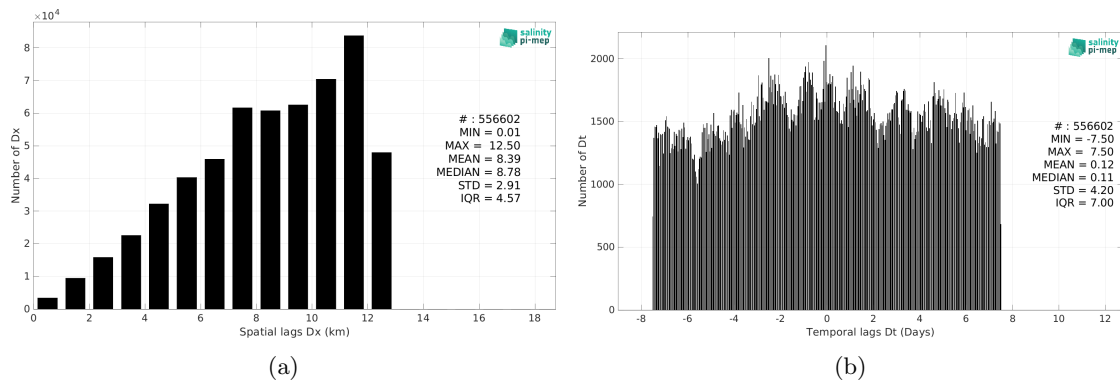 ×10⁴
8
7
6
5
4
3
2
1
0
Number of Dx
0 2 4 6 8 10 12 14 16 18
Spatial lags Dx (km)
salinity
pi-mep
# : 556602
MIN = 0.01
MAX = 12.50
MEAN = 8.39
MEDIAN = 8.78
STD = 2.91
IQR = 4.57
(a)
2000
1500
1000
500
0
Number of Dt
-8 -6 -4 -2 0 2 4 6 8 10 12
Temporal lags Dt (Days)
salinity
pi-mep
# : 556602
MIN = -7.50
MAX = 7.50
MEAN = 0.12
MEDIAN = 0.11
STD = 4.20
IQR = 7.00
(b)